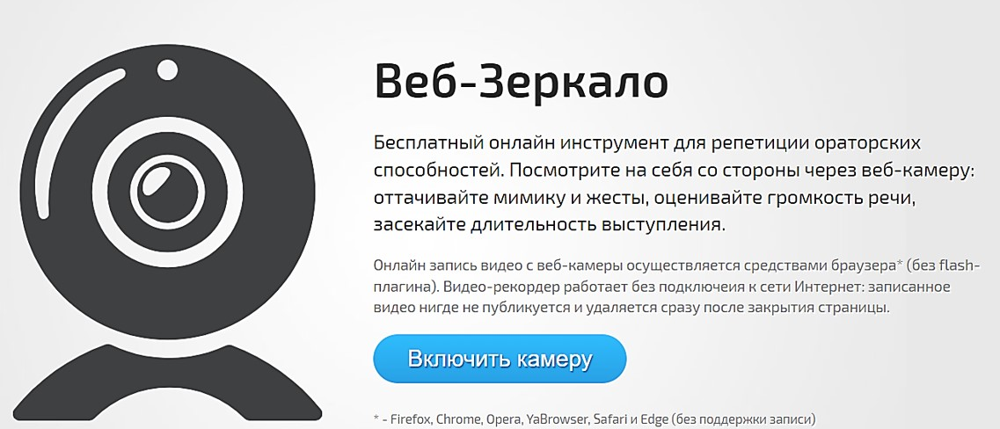 Веб-Зеркало
Бесплатный онлайн инструмент для репетиции ораторских
способностей. Посмотрите на себя со стороны через веб-камеру:
оттачивайте мимику и жесты, оценивайте громкость речи,
засекайте длительность выступления.
Онлайн запись видео с веб-камеры осуществляется средствами браузера* (без flash-
плагина). Видео-рекордер работает без подключеия к сети Интернет: записанное
видео нигде не публикуется и удаляется сразу после закрытия страницы.
Включить камеру
* - Firefox, Chrome, Opera, YaBrowser, Safari и Edge (без поддержки записи)